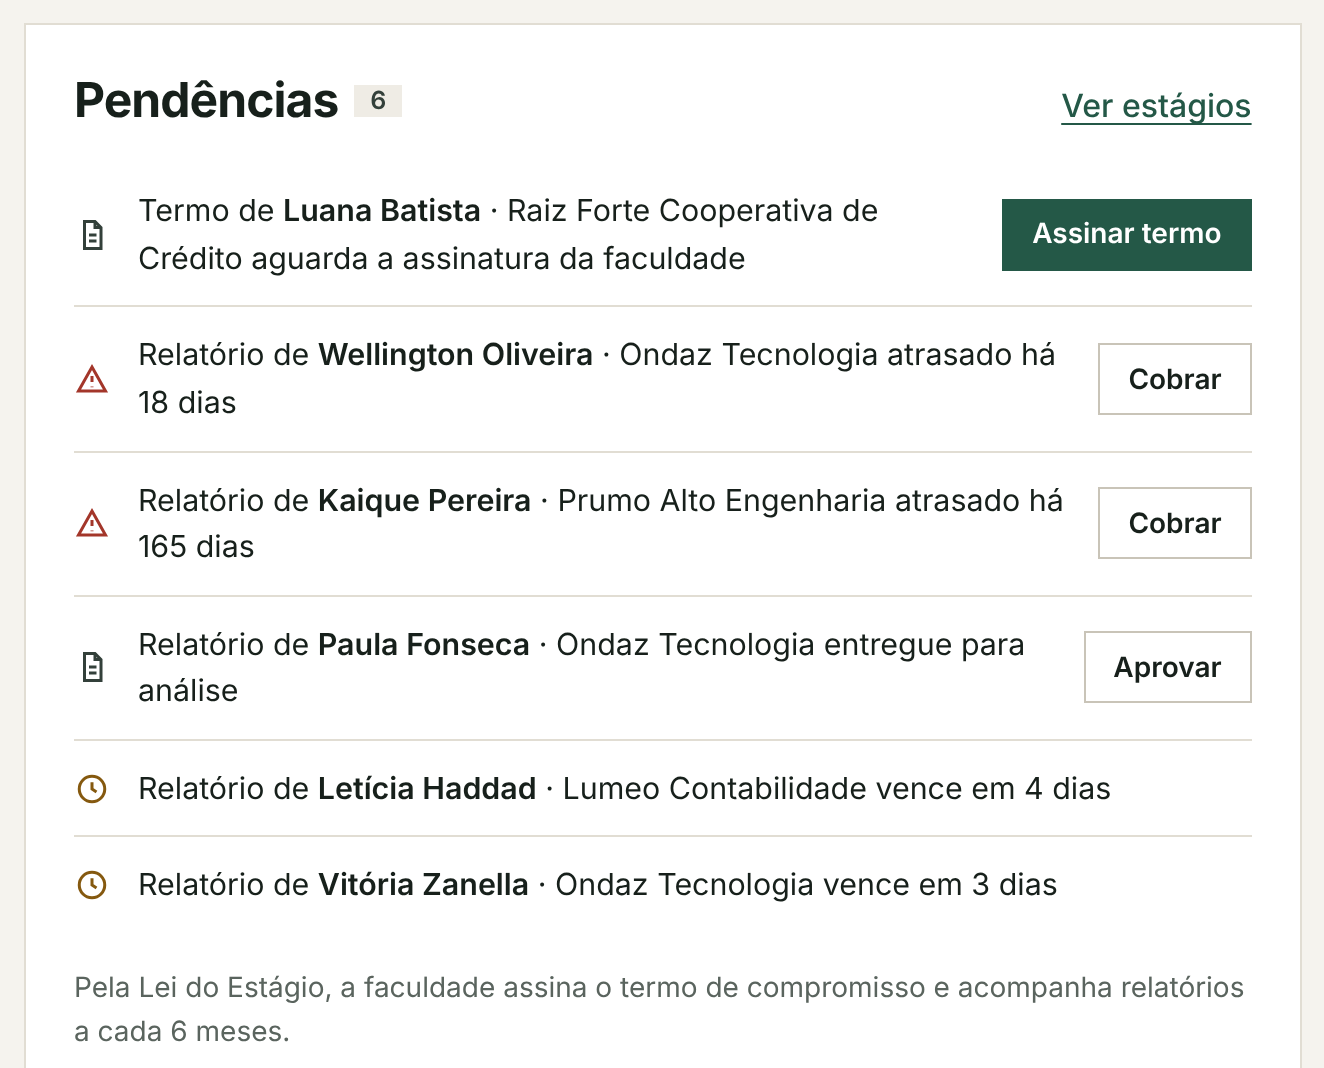 Pendências 6
Ver estágios
Termo de Luana Batista · Raiz Forte Cooperativa de
Crédito aguarda a assinatura da faculdade
Assinar termo
Relatório de Wellington Oliveira · Ondaz Tecnologia atrasado há
18 dias
Cobrar
Relatório de Kaique Pereira · Prumo Alto Engenharia atrasado há
165 dias
Cobrar
Relatório de Paula Fonseca · Ondaz Tecnologia entregue para
análise
Aprovar
Relatório de Letícia Haddad · Lumeo Contabilidade vence em 4 dias
Relatório de Vitória Zanella · Ondaz Tecnologia vence em 3 dias
Pela Lei do Estágio, a faculdade assina o termo de compromisso e acompanha relatórios
a cada 6 meses.